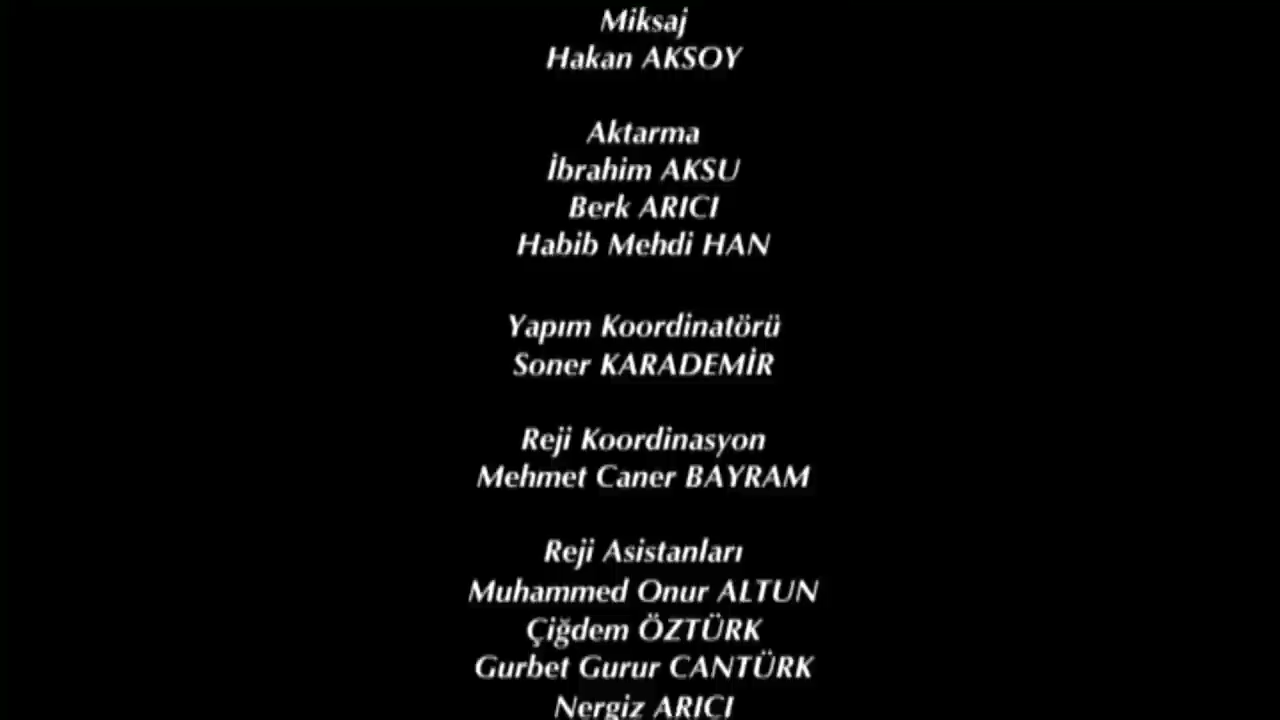 Miksaj
Hakan AKSOY
Aktarma
İbrahim AKSU
Berk ARICI
Habib Mehdi HAN
Yapım Koordinatörü
Soner KARADEMİR
Reji Koordinasyon
Mehmet Caner BAYRAM
Reji Asistanları
Muhammed Onur ALTUN
Çiğdem ÖZTÜRK
Gurbet Gurur CANTÜRK
Nergiz ARICI